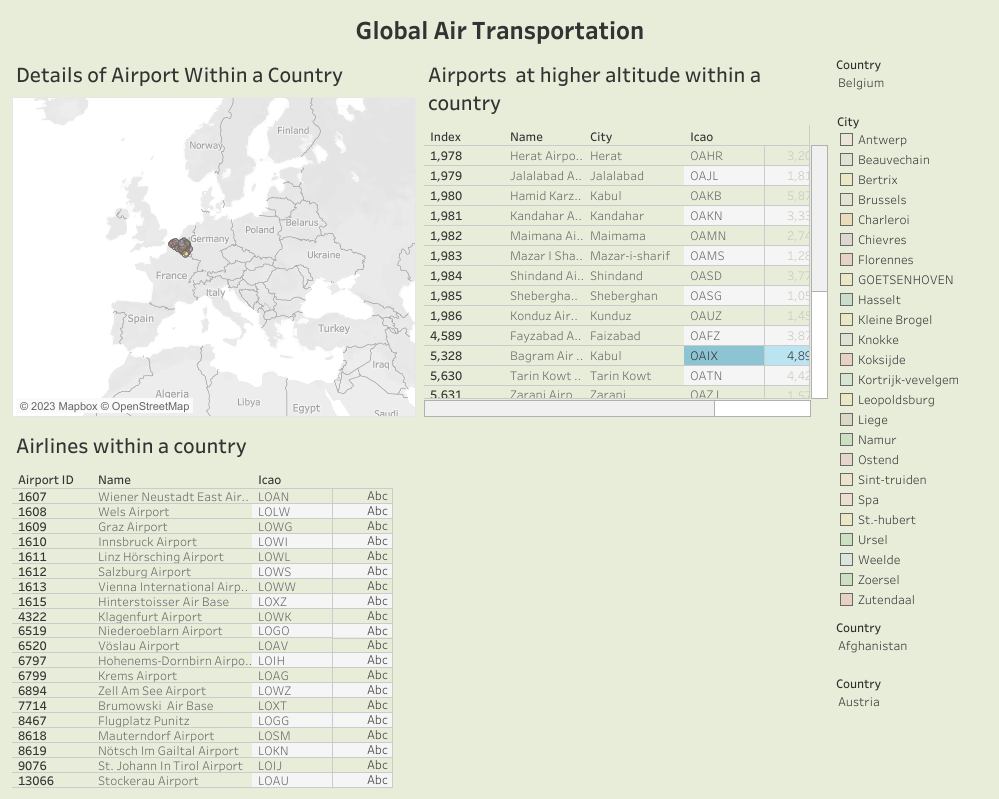 Global Air Transportation
Details of Airport Within a Country
Finland
Norway
Belarus
Poland
Germany
Ukraine
France
Italy
Spain
Turkey
Iraq
Algeria
Libya
Egypt
© 2023 Mapbox © OpenStreetMap
Airports at higher altitude within a
country
Index Name City Icao
1,978 Herat Airpo.. Herat OAHR 3,20
1,979 Jalalabad A.. Jalalabad OAJL 1,81
1,980 Hamid Karz.. Kabul OAKB 5,87
1,981 Kandahar A.. Kandahar OAKN 3,33
1,982 Maimana Ai.. Maimama OAMN 2,74
1,983 Mazar I Sha.. Mazar-i-sharif OAMS 1,28
1,984 Shindand Ai.. Shindand OASD 3,77
1,985 Shebergha.. Sheberghan OASG 1,05
1,986 Konduz Air.. Kunduz OAUZ 1,45
4,589 Fayzabad A.. Faizabad OAFZ 3,87
5,328 Bagram Air .. Kabul OAIX 4,89
5,630 Tarin Kowt .. Tarin Kowt OATN 4,42
5,631 Zaranj Airp.. Zaranj OAZJ 1,57
Airlines within a country
Airport ID Name Icao
1607 Wiener Neustadt East Air.. LOAN Abc
1608 Wels Airport LOLW Abc
1609 Graz Airport LOWG Abc
1610 Innsbruck Airport LOWI Abc
1611 Linz Hörsching Airport LOWL Abc
1612 Salzburg Airport LOWS Abc
1613 Vienna International Airp.. LOWW Abc
1615 Hinterstoisser Air Base LOXZ Abc
4322 Klagenfurt Airport LOWK Abc
6519 Niederoeblarn Airport LOGO Abc
6520 Vöslau Airport LOAV Abc
6797 Hohenems-Dornbirn Airpo.. LOIH Abc
6799 Krems Airport LOAG Abc
6894 Zell Am See Airport LOWZ Abc
7714 Brumowski Air Base LOXT Abc
8467 Flugplatz Punitz LOGG Abc
8618 Mauterndorf Airport LOSM Abc
8619 Nötsch Im Gailtal Airport LOKN Abc
9076 St. Johann In Tirol Airport LOIJ Abc
13066 Stockerau Airport LOAU Abc
Country
Belgium
City
Antwerp
Beauvechain
Bertrix
Brussels
Charleroi
Chievres
Florennes
GOETSENHOVEN
Hasselt
Kleine Brogel
Knokke
Koksijde
Kortrijk-vevelgem
Leopoldsburg
Liege
Namur
Ostend
Sint-truiden
Spa
St.-hubert
Ursel
Weelde
Zoersel
Zutendaal
Country
Afghanistan
Country
Austria